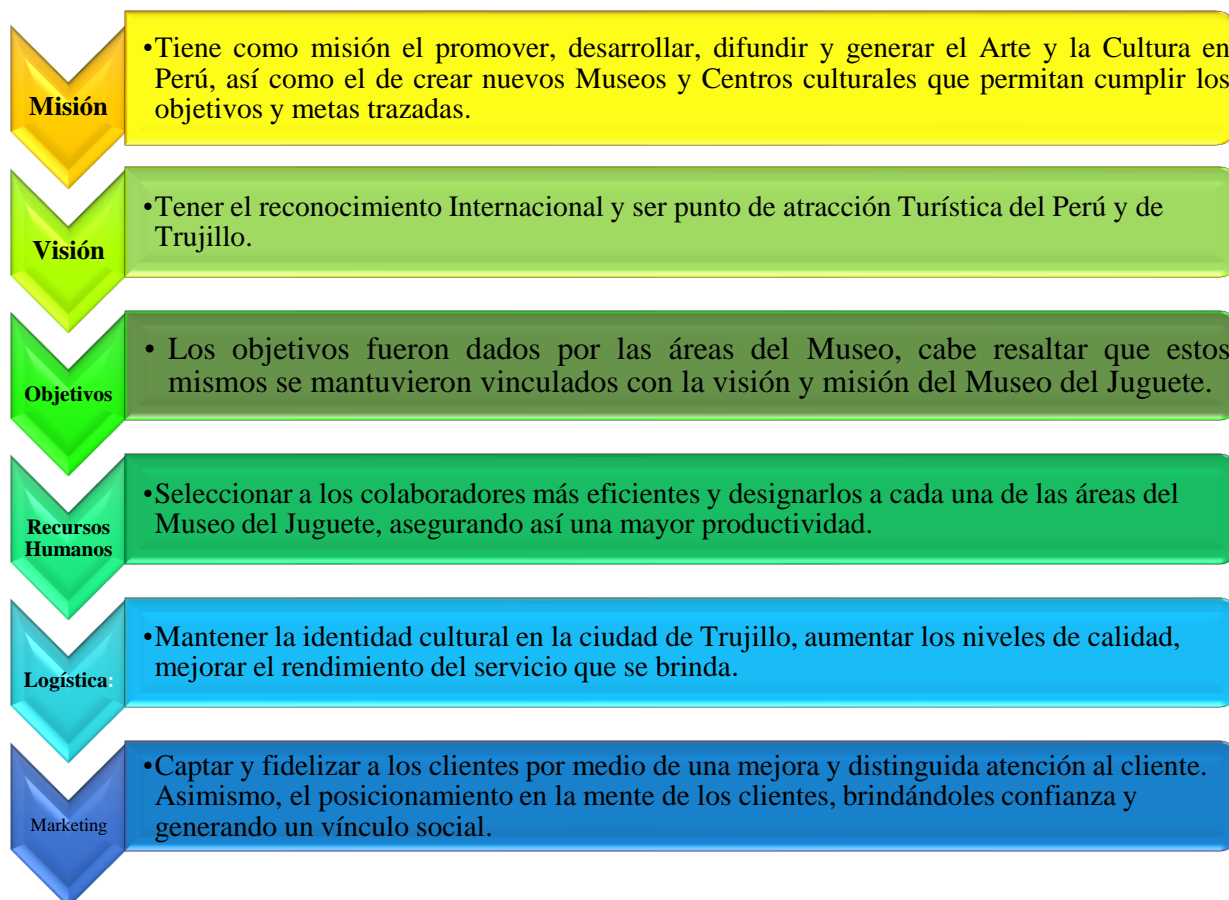 Misión
•Tiene como misión el promover, desarrollar, difundir y generar el Arte y la Cultura en
Perú, así como el de crear nuevos Museos y Centros culturales que permitan cumplir los
objetivos y metas trazadas.
Visión
•Tener el reconocimiento Internacional y ser punto de atracción Turística del Perú y de
Trujillo.
Objetivos
• Los objetivos fueron dados por las áreas del Museo, cabe resaltar que estos
mismos se mantuvieron vinculados con la visión y misión del Museo del Juguete.
Recursos
Humanos
•Seleccionar a los colaboradores más eficientes y designarlos a cada una de las áreas del
Museo del Juguete, asegurando así una mayor productividad.
Logística:
•Mantener la identidad cultural en la ciudad de Trujillo, aumentar los niveles de calidad,
mejorar el rendimiento del servicio que se brinda.
Marketing
•Captar y fidelizar a los clientes por medio de una mejora y distinguida atención al cliente.
Asimismo, el posicionamiento en la mente de los clientes, brindándoles confianza y
generando un vínculo social.